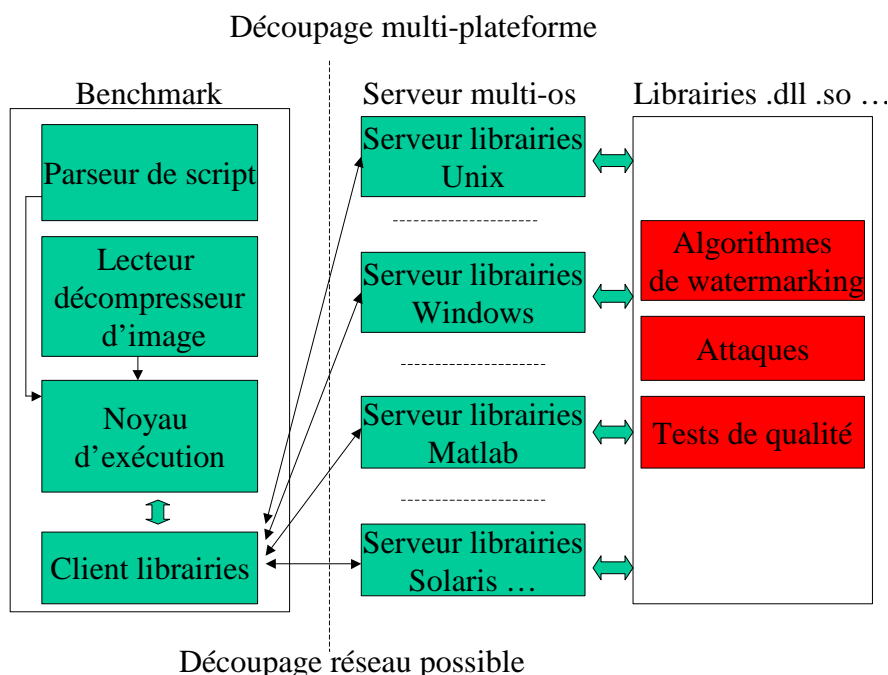 Découpage multi-plateforme
Benchmark
Parseur de script
Lecteur
décompresseur
d’image
Noyau
d’exécution
Client librairies
Serveur multi-os
Serveur librairies
Unix
Serveur librairies
Windows
Serveur librairies
Matlab
Serveur librairies
Solaris …
Librairies .dll .so …
Algorithmes
de watermarking
Attaques
Tests de qualité
Découpage réseau possible